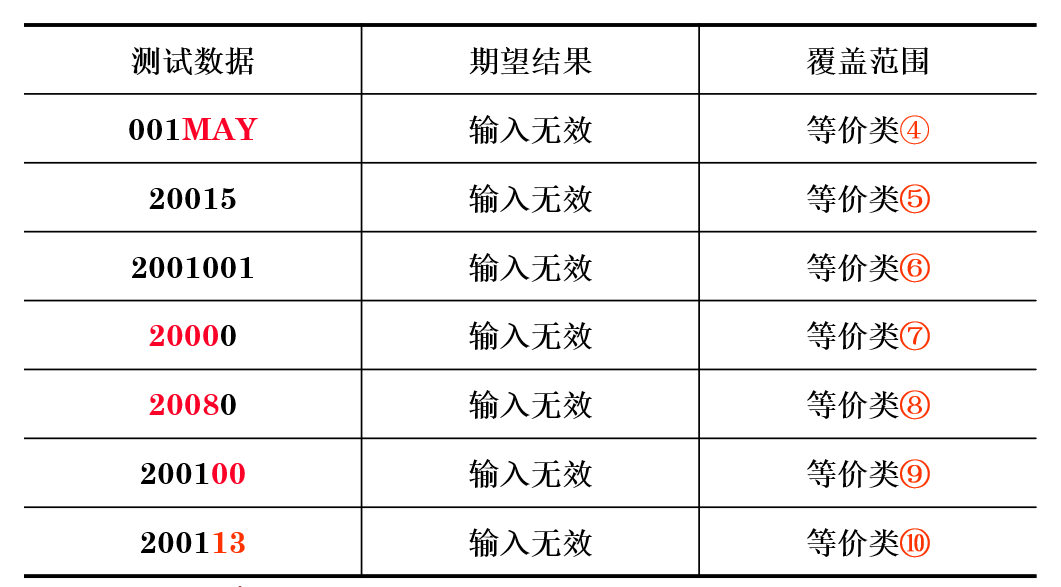 测试数据 期望结果 覆盖范围
001MAY 输入无效 等价类④
20015 输入无效 等价类⑤
2001001 输入无效 等价类⑥
20000 输入无效 等价类⑦
20080 输入无效 等价类⑧
200100 输入无效 等价类⑨
200113 输入无效 等价类⑩